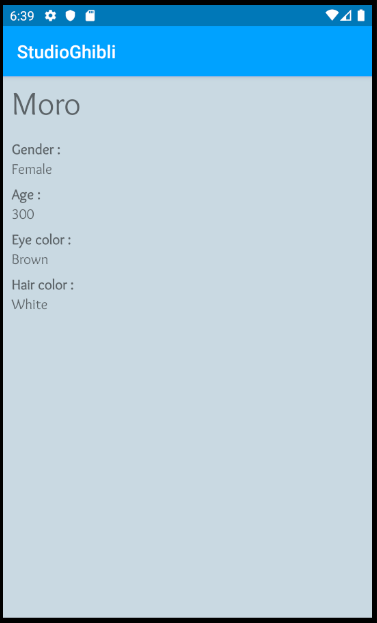 6:39
StudioGhibli
Moro
Gender :
Female
Age :
300
Eye color :
Brown
Hair color :
White